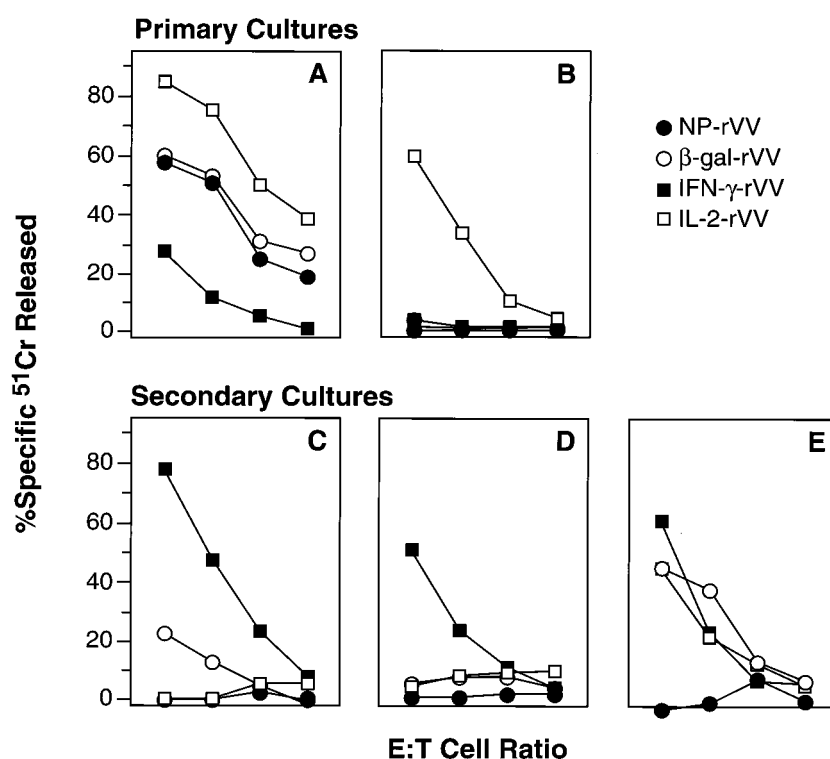 Primary Cultures
A
B
80
60
40
20
0
NP-rVV
β-gal-rVV
IFN-γ-rVV
IL-2-rVV
%Specific ⁵¹Cr Released
Secondary Cultures
C
D
E
80
60
40
20
0
E:T Cell Ratio